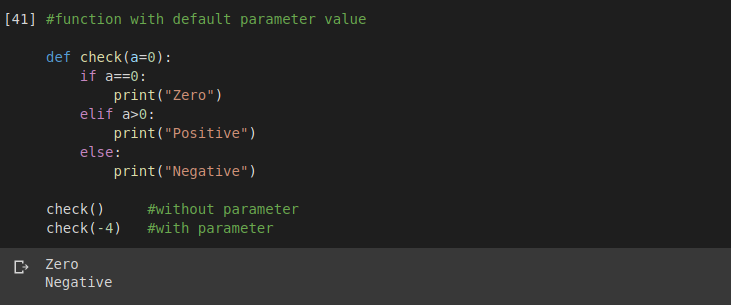 [41] #function with default parameter value
def check(a=0):
    if a==0:
        print("Zero")
    elif a>0:
        print("Positive")
    else:
        print("Negative")
check()     #without parameter
check(-4)   #with parameter
Zero
Negative